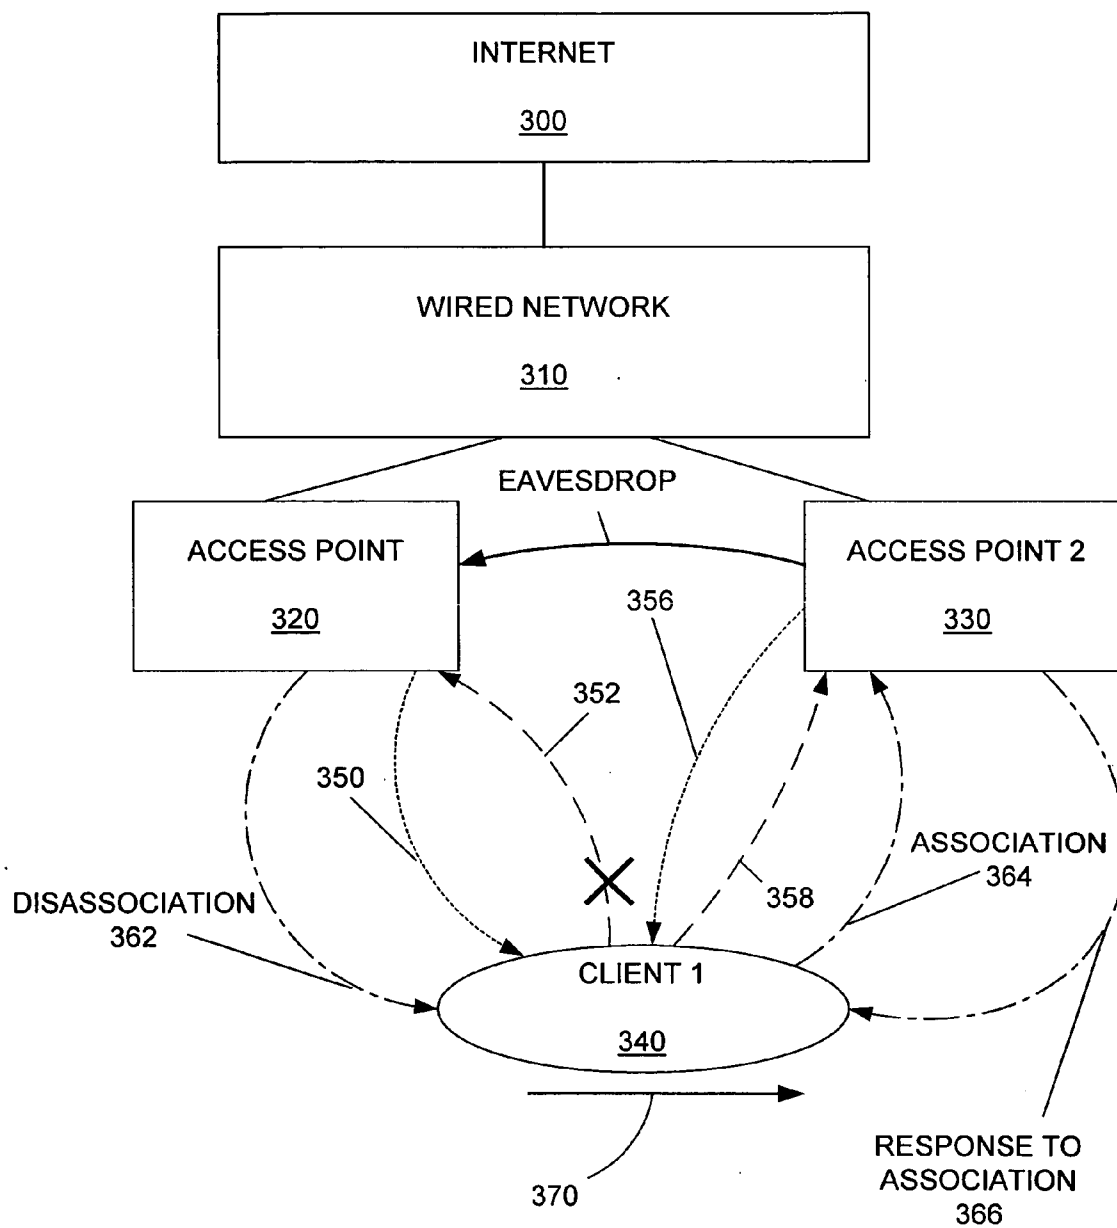 INTERNET
300
WIRED NETWORK
310
EAVESDROP
ACCESS POINT
320
ACCESS POINT 2
330
356
352
350
ASSOCIATION
364
358
DISASSOCIATION
362
CLIENT 1
340
370
RESPONSE TO
ASSOCIATION
366